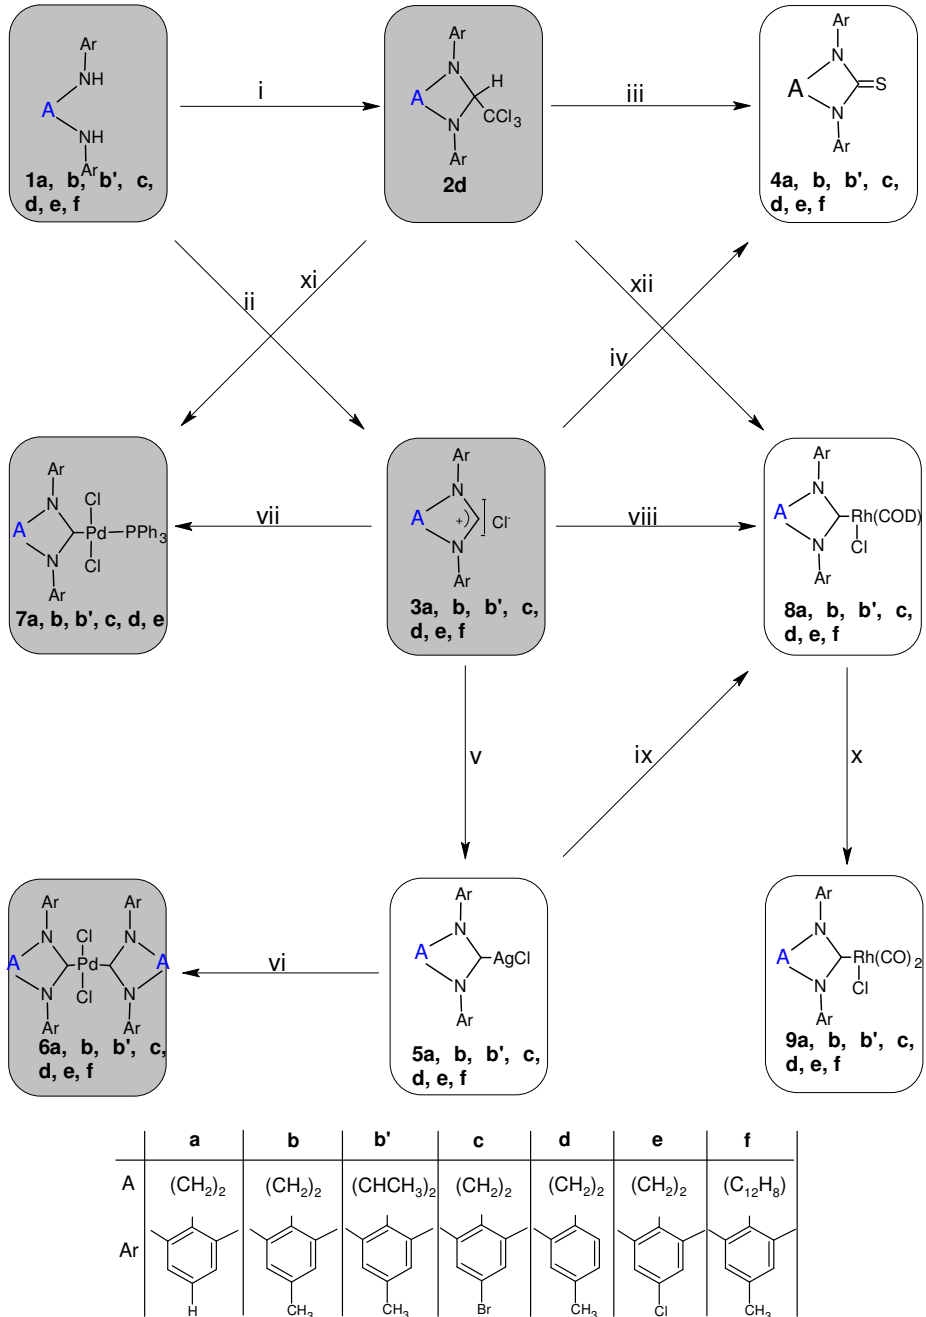 Ar
NH
A
NH
Ar
1a, b, b', c,
d, e, f
i
Ar
N
H
A
CCl3
N
Ar
2d
iii
Ar
N
A
S
N
Ar
4a, b, b', c,
d, e, f
ii
xi
xii
iv
Ar
N
Cl
A
Pd
PPh3
N
Cl
Ar
7a, b, b', c, d, e
vii
Ar
N
A
+
Cl-
N
Ar
3a, b, b', c,
d, e, f
viii
Ar
N
A
Rh(COD)
N
Cl
Ar
8a, b, b', c,
d, e, f
v
ix
x
Ar
Ar
N
Cl
N
A
Pd
A
N
Cl
N
Ar
Ar
6a, b, b', c,
d, e, f
vi
Ar
N
A
AgCl
N
Ar
5a, b, b', c,
d, e, f
Ar
N
A
Rh(CO)2
N
Cl
Ar
9a, b, b', c,
d, e, f
a b b' c d e f
A (CH2)2 (CH2)2 (CHCH3)2 (CH2)2 (CH2)2 (CH2)2 (C12H8)
Ar
H CH3 CH3 Br CH3 Cl CH3